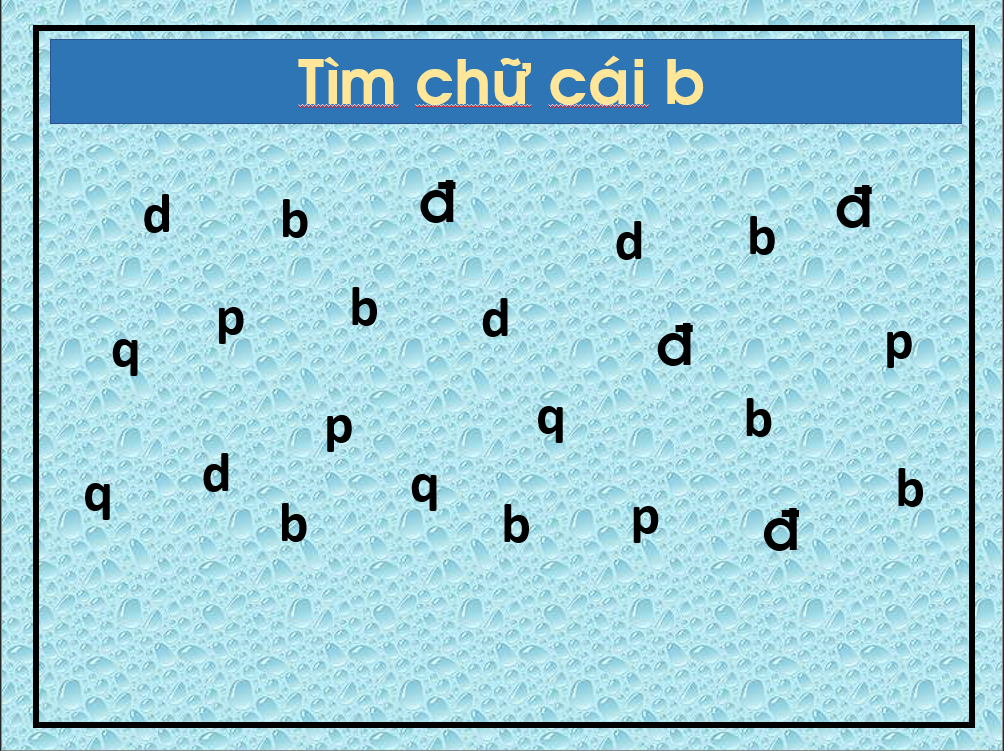 Tìm chữ cái b
d b đ d b đ
q p b d đ p
p q b
q d b q b p đ b